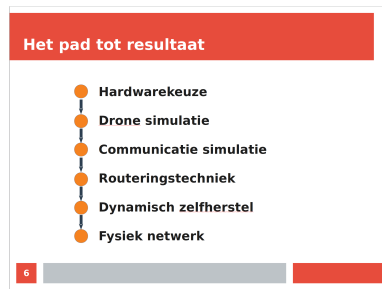 Het pad tot resultaat
Hardwarekeuze
Drone simulatie
Communicatie simulatie
Routeringstechniek
Dynamisch zelfherstel
Fysiek netwerk
6